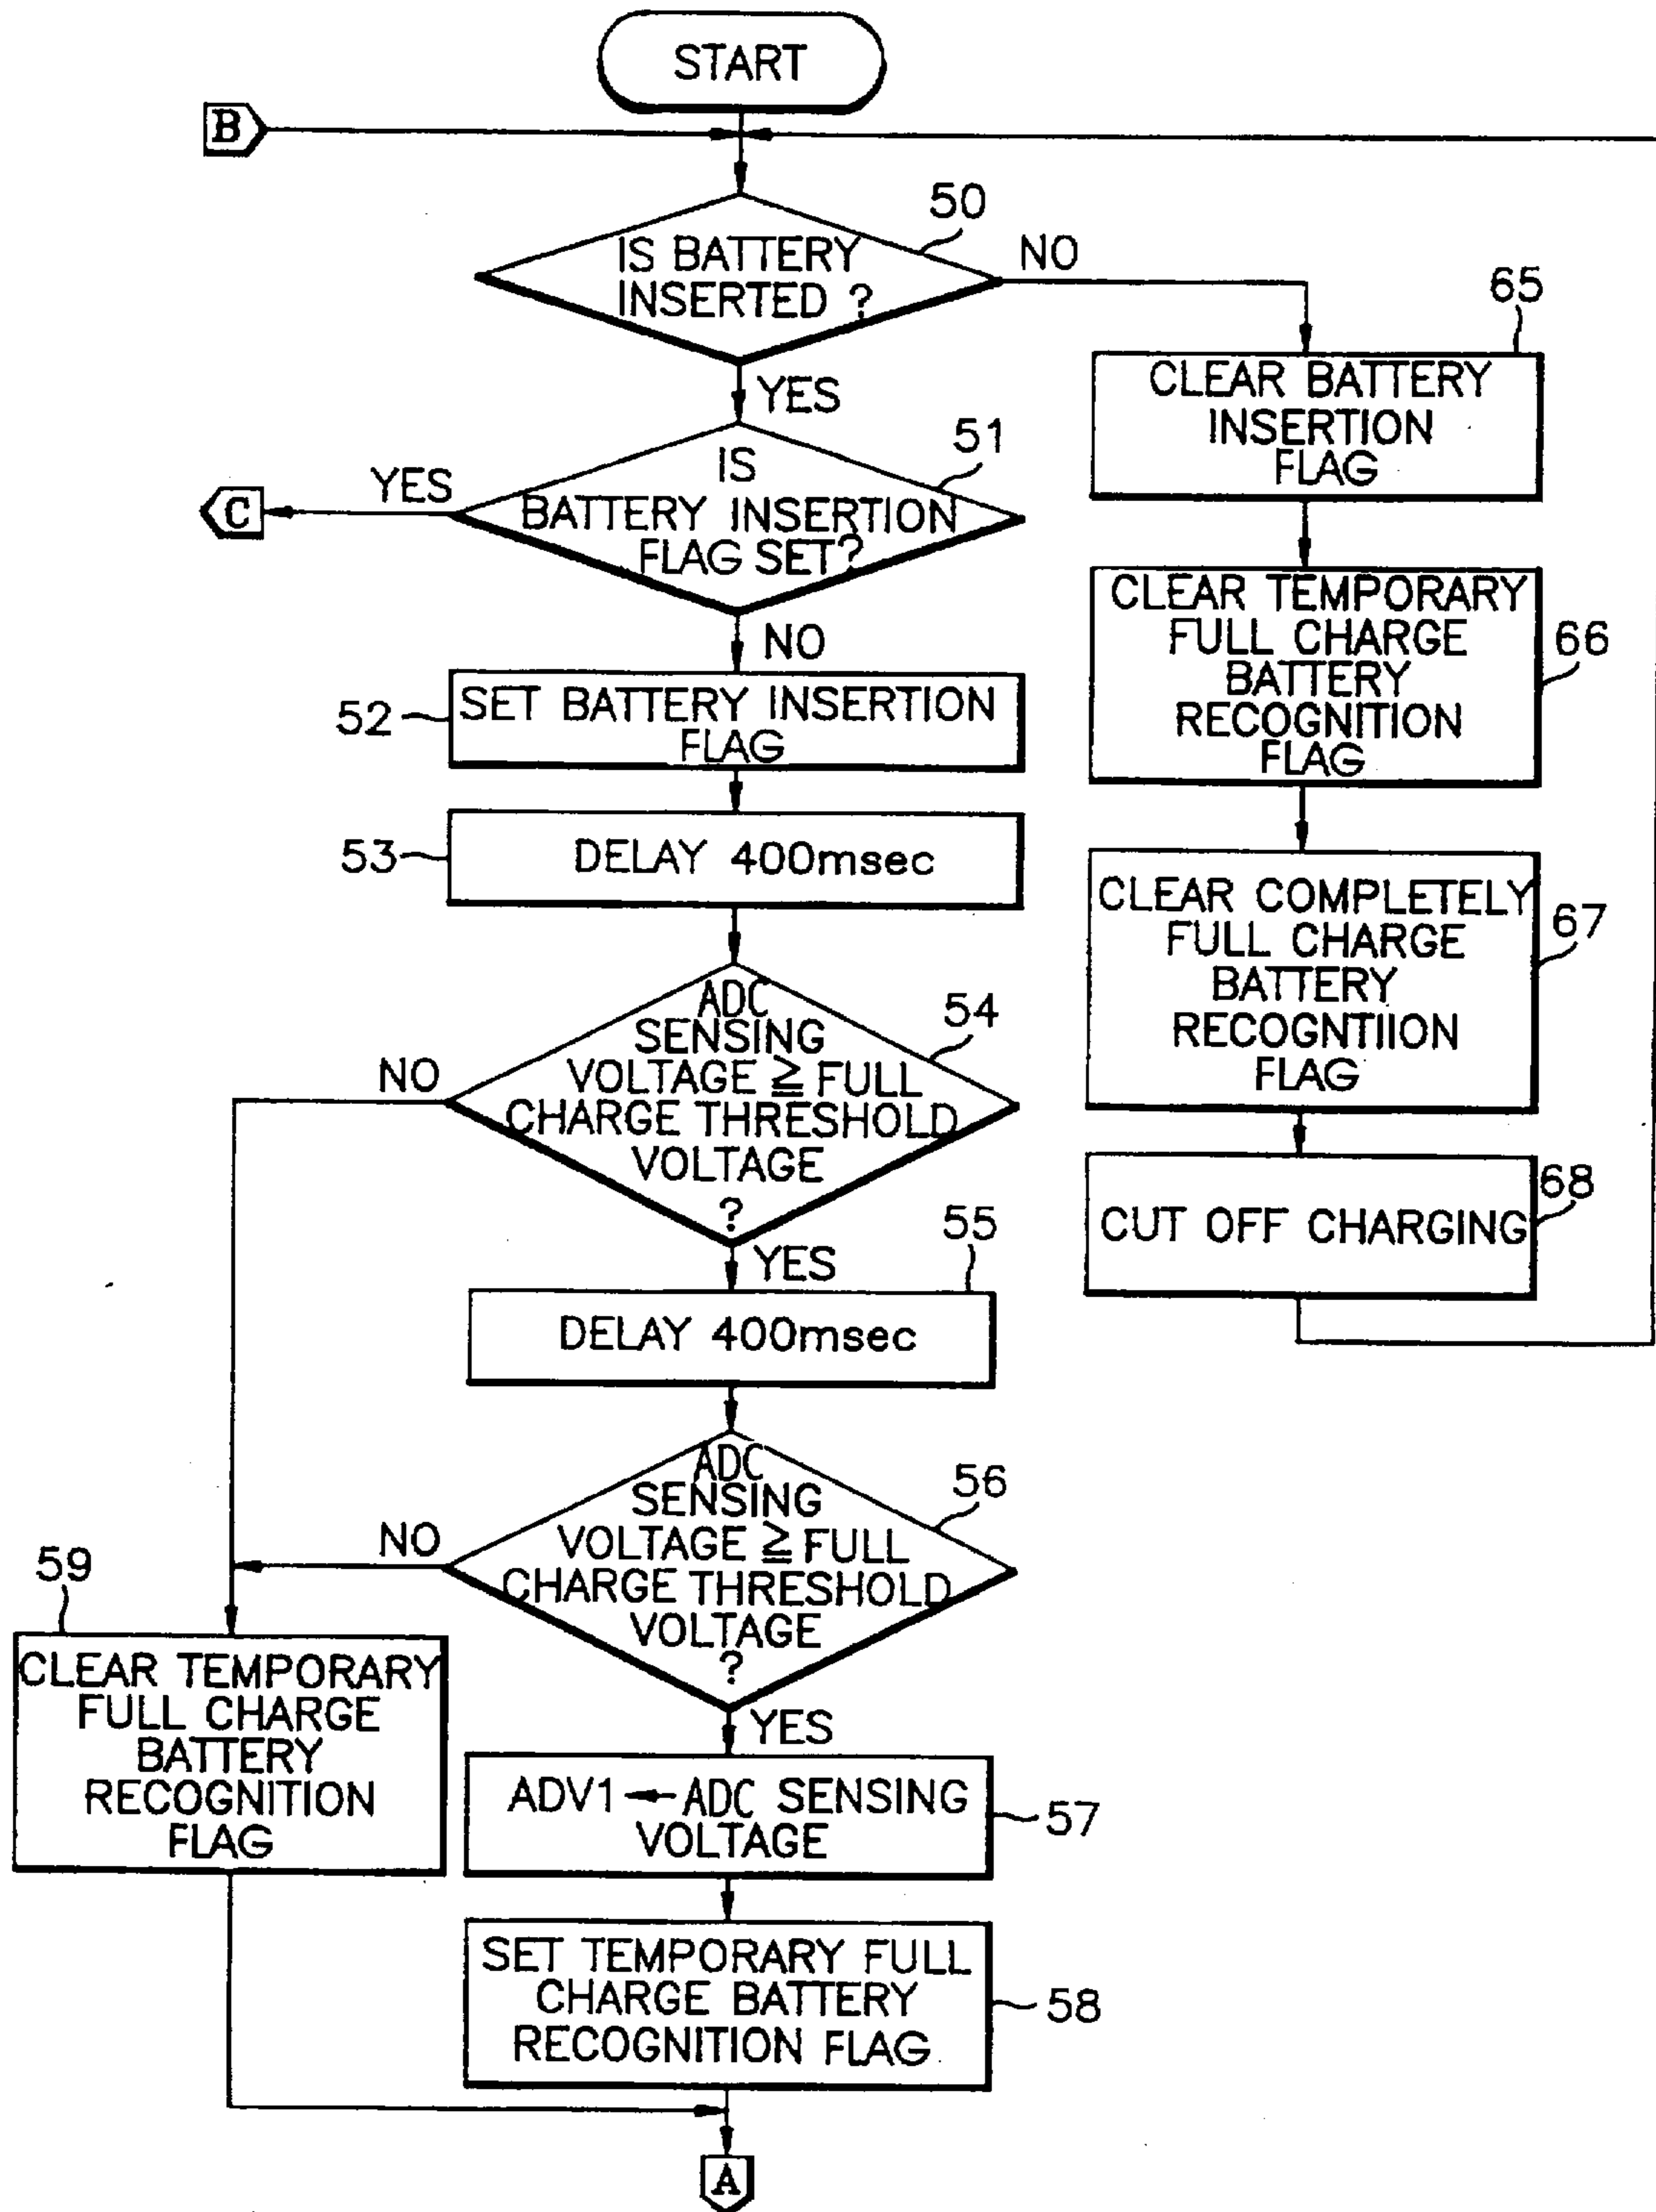 START
B
50
IS BATTERY
INSERTED ?
NO
YES
65
CLEAR BATTERY
INSERTION
FLAG
51
IS
BATTERY INSERTION
FLAG SET?
YES
C
NO
CLEAR TEMPORARY
FULL CHARGE
BATTERY
RECOGNITION
FLAG
66
52
SET BATTERY INSERTION
FLAG
53
DELAY 400msec
CLEAR COMPLETELY
FULL CHARGE
BATTERY
RECOGNTIION
FLAG
67
54
ADC
SENSING
VOLTAGE ≧ FULL
CHARGE THRESHOLD
VOLTAGE
?
NO
YES
68
CUT OFF CHARGING
55
DELAY 400msec
56
ADC
SENSING
VOLTAGE ≧ FULL
CHARGE THRESHOLD
VOLTAGE
?
NO
YES
59
CLEAR TEMPORARY
FULL CHARGE
BATTERY
RECOGNITION
FLAG
ADV1 ← ADC SENSING
VOLTAGE
57
SET TEMPORARY FULL
CHARGE BATTERY
RECOGNITION FLAG
58
A